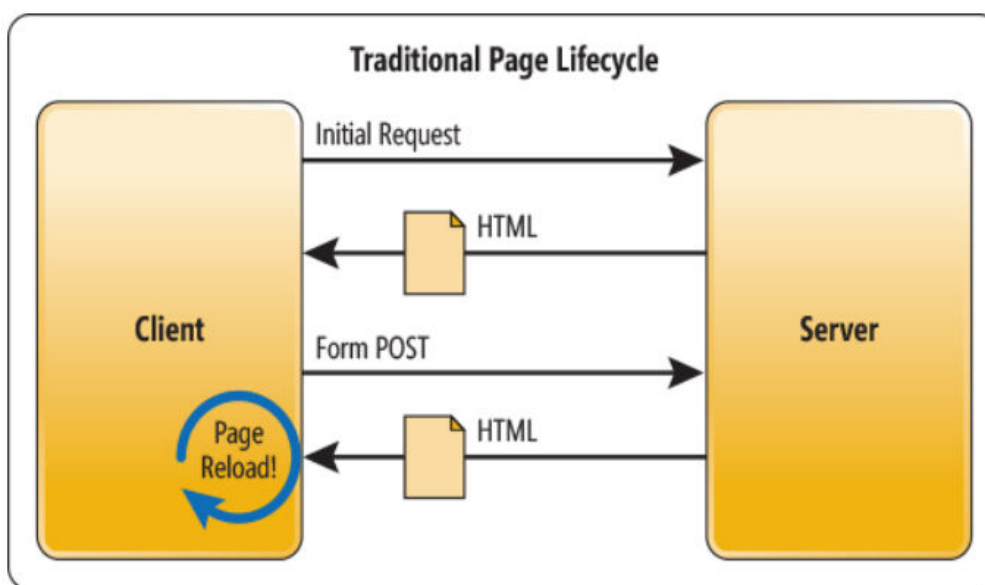 Traditional Page Lifecycle
Initial Request
HTML
Client
Server
Form POST
HTML
Page
Reload!